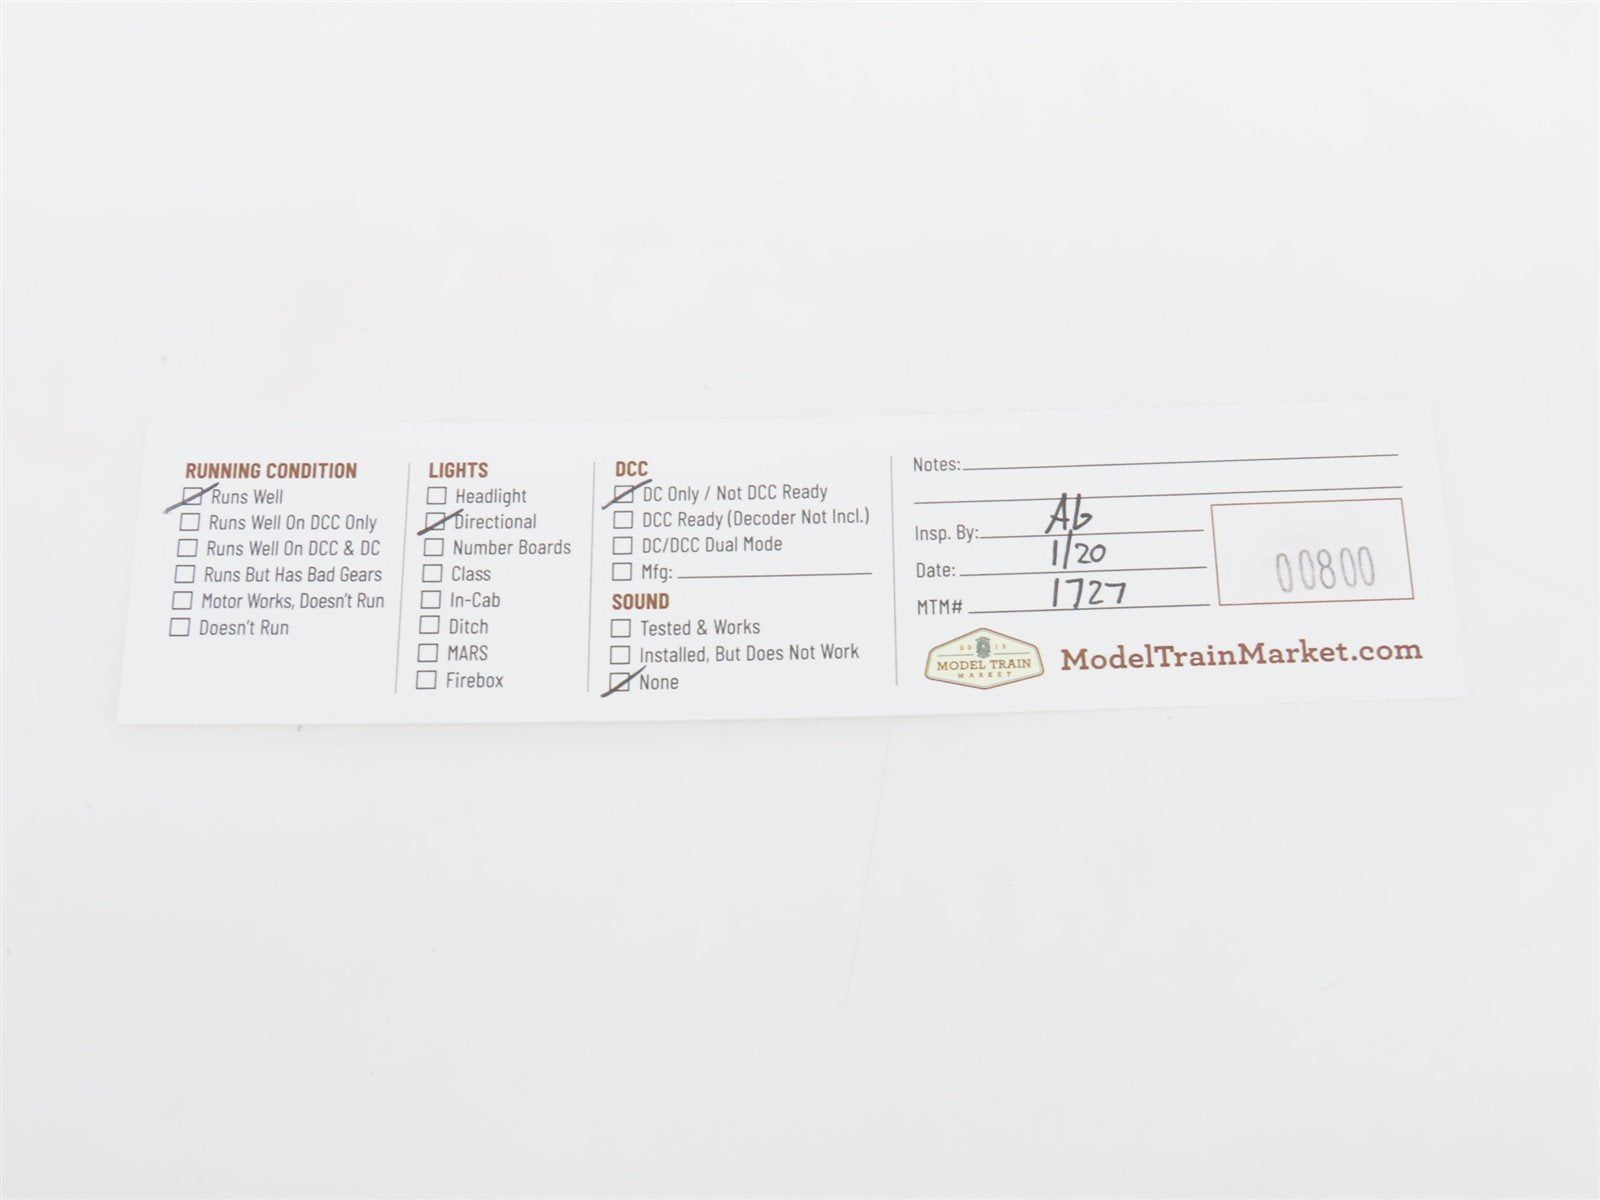 RUNNING CONDITION
Runs Well
Runs Well On DCC Only
Runs Well On DCC & DC
Runs But Has Bad Gears
Motor Works, Doesn't Run
Doesn't Run
LIGHTS
Headlight
Directional
Number Boards
Class
In-Cab
Ditch
MARS
Firebox
DCC
DC Only / Not DCC Ready
DCC Ready (Decoder Not Incl.)
DC/DCC Dual Mode
Mfg:
SOUND
Tested & Works
Installed, But Does Not Work
None
Notes:
Insp. By:
Date: 1/20
MTM# 1727
00800
2015
MODEL TRAIN
MARKET
ModelTrainMarket.com